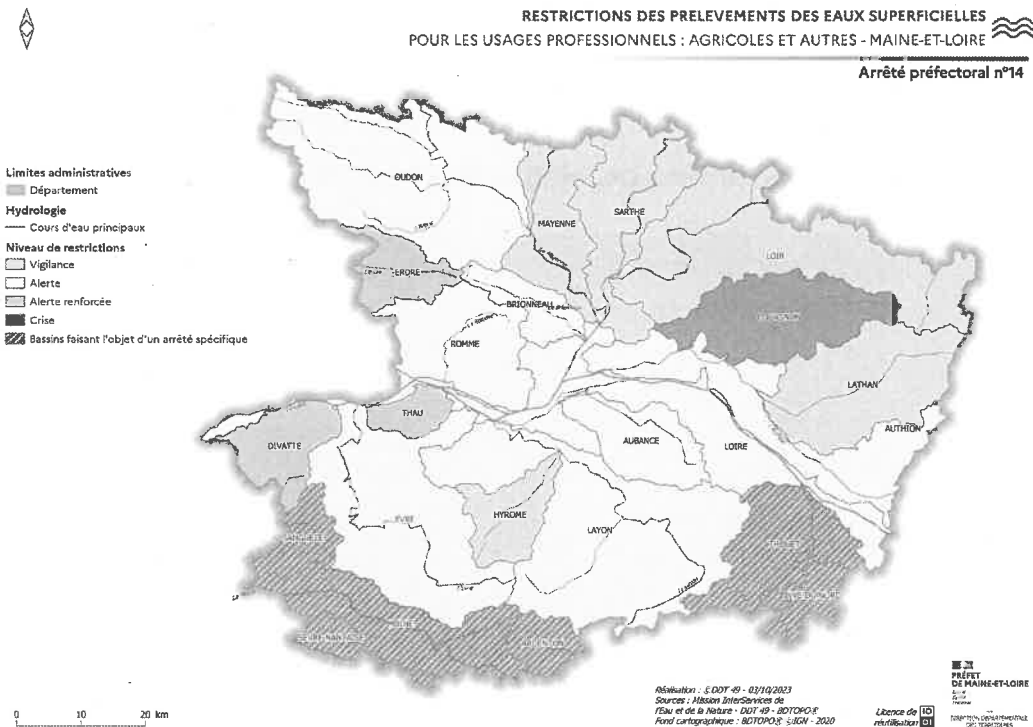 RESTRICTIONS DES PRELEVEMENTS DES EAUX SUPERFICIELLES
POUR LES USAGES PROFESSIONNELS : AGRICOLES ET AUTRES - MAINE-ET-LOIRE
Arrêté préfectoral n°14
Limites administratives
Département
Hydrologie
Cours d'eau principaux
Niveau de restrictions
Vigilance
Alerte
Alerte renforcée
Crise
Bassins faisant l'objet d'un arrêté spécifique
OUDON
MAYENNE
SARTHE
LOIR
ERDRE
BRIONNEAU
ROMME
LATHAN
THAU
AUTHION
DIVATTE
AUBANCE
LOIRE
HYROME
LAYON
EVRE
0 10 20 km
Réalisation : © DDT 49 - 03/10/2023
Sources : Mission InterServices de
l'Eau et de la Nature - DDT 49 - BDTOPO®
Fond cartographique : BDTOPO® ©IGN - 2020
Licence de
réutilisation
PRÉFET
DE MAINE-ET-LOIRE